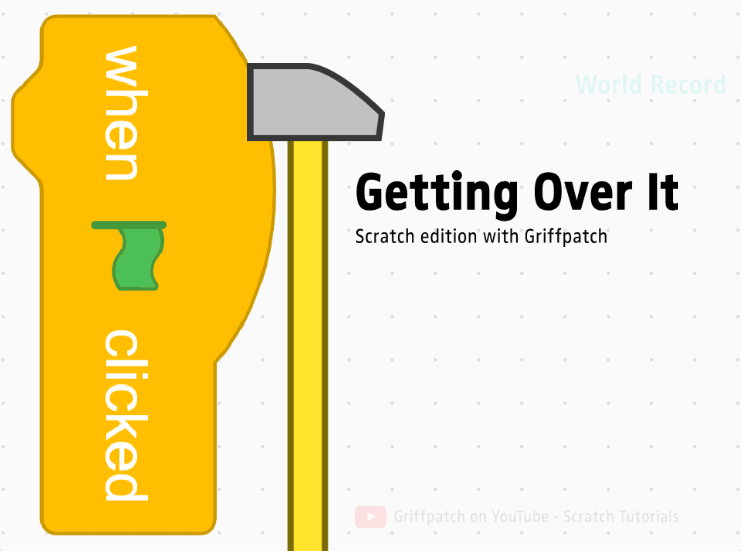 when clicked
World Record
Getting Over It
Scratch edition with Griffpatch
Griffpatch on YouTube - Scratch Tutorials